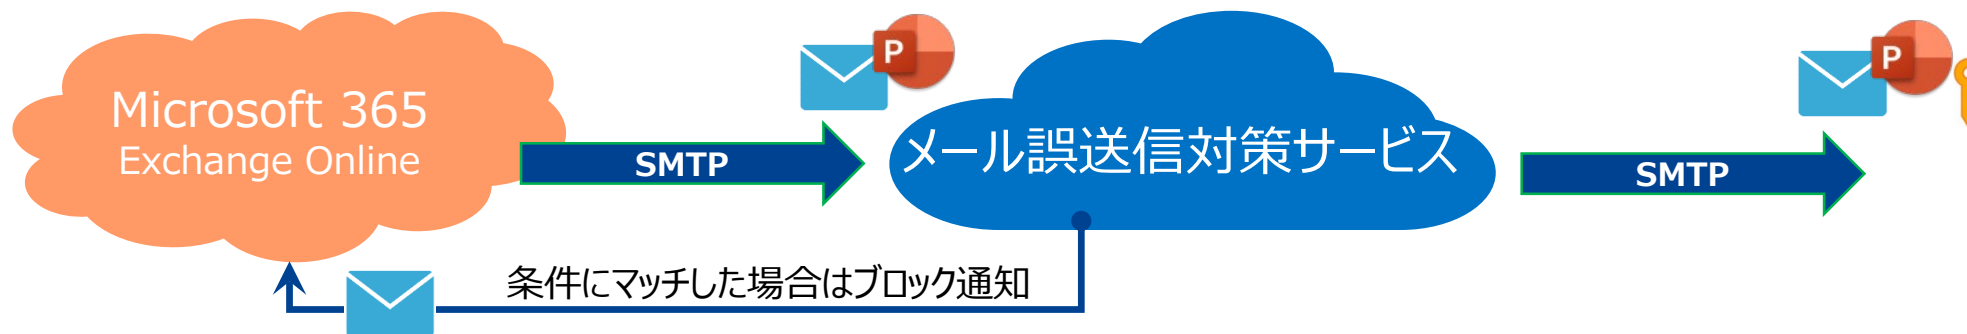 P
P
Microsoft 365
Exchange Online
SMTP
メール誤送信対策サービス
SMTP
条件にマッチした場合はブロック通知